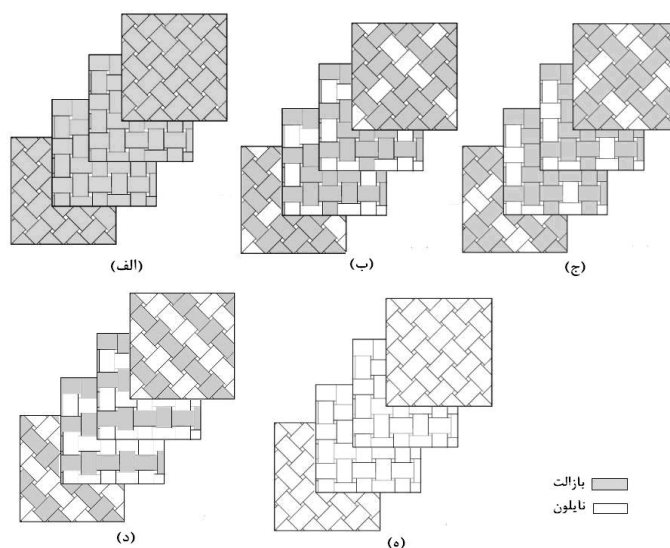 (الف)
(ب)
(ج)
(د)
(ه)
بازالت
نایلون